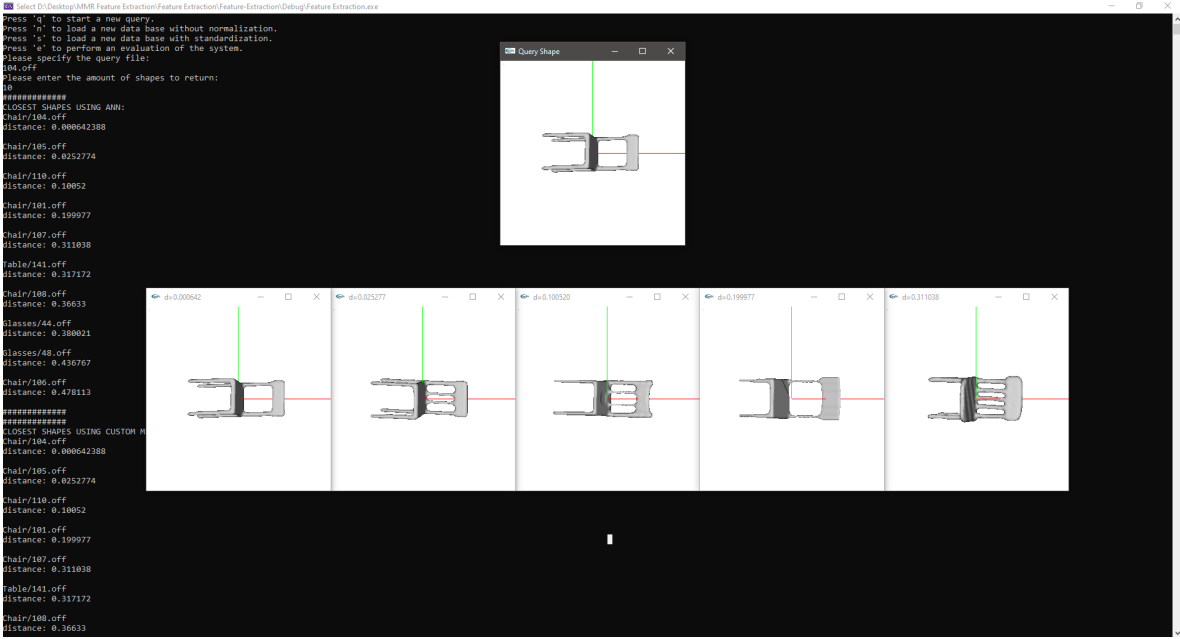 Select D:\Desktop\MMR Feature Extraction\Feature Extraction\Feature-Extraction\Debug\Feature Extraction.exe
Press 'q' to start a new query.
Press 'n' to load a new data base without normalization.
Press 's' to load a new data base with standardization.
Press 'e' to perform an evaluation of the system.
Please specify the query file:
104.off
Please enter the amount of shapes to return:
10
#############
CLOSEST SHAPES USING ANN:
Chair/104.off
distance: 0.000642388
Chair/105.off
distance: 0.0252774
Chair/110.off
distance: 0.10052
Chair/101.off
distance: 0.199977
Chair/107.off
distance: 0.311038
Table/141.off
distance: 0.317172
Chair/108.off
distance: 0.36633
Glasses/44.off
distance: 0.380021
Glasses/48.off
distance: 0.436767
Chair/106.off
distance: 0.478113
#############
#############
CLOSEST SHAPES USING CUSTOM M
Chair/104.off
distance: 0.000642388
Chair/105.off
distance: 0.0252774
Chair/110.off
distance: 0.10052
Chair/101.off
distance: 0.199977
Chair/107.off
distance: 0.311038
Table/141.off
distance: 0.317172
Chair/108.off
distance: 0.36633
Query Shape
d=0.000642
d=0.025277
d=0.100520
d=0.199977
d=0.311038